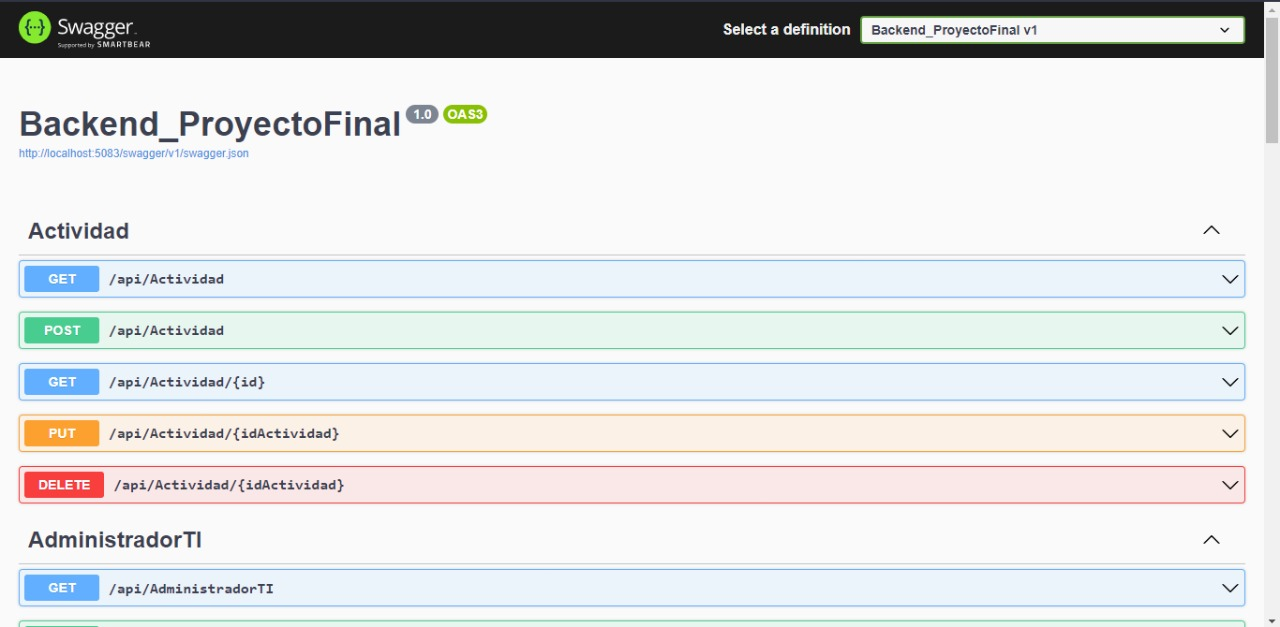 Swagger
Supported by SMARTBEAR
Select a definition
Backend_ProyectoFinal v1
Backend_ProyectoFinal 1.0 OAS3
http://localhost:5083/swagger/v1/swagger.json
Actividad
GET /api/Actividad
POST /api/Actividad
GET /api/Actividad/{id}
PUT /api/Actividad/{idActividad}
DELETE /api/Actividad/{idActividad}
AdministradorTI
GET /api/AdministradorTI